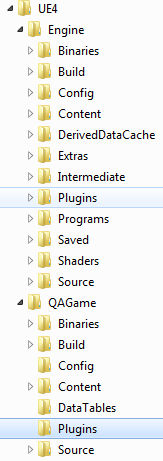 UE4
Engine
Binaries
Build
Config
Content
DerivedDataCache
Extras
Intermediate
Plugins
Programs
Saved
Shaders
Source
QAGame
Binaries
Build
Config
Content
DataTables
Plugins
Source